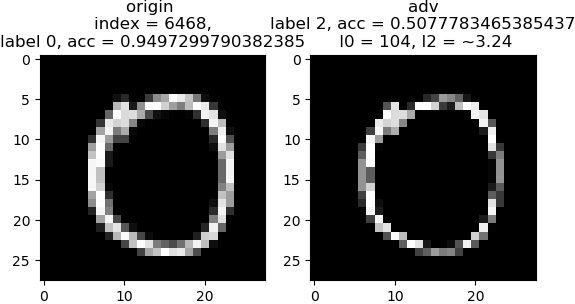 origin
index = 6468,
label 0, acc = 0.9497299790382385
adv
label 2, acc = 0.5077783465385437
l0 = 104, l2 = ~3.24
0
5
10
15
20
25
0 10 20
0
5
10
15
20
25
0 10 20